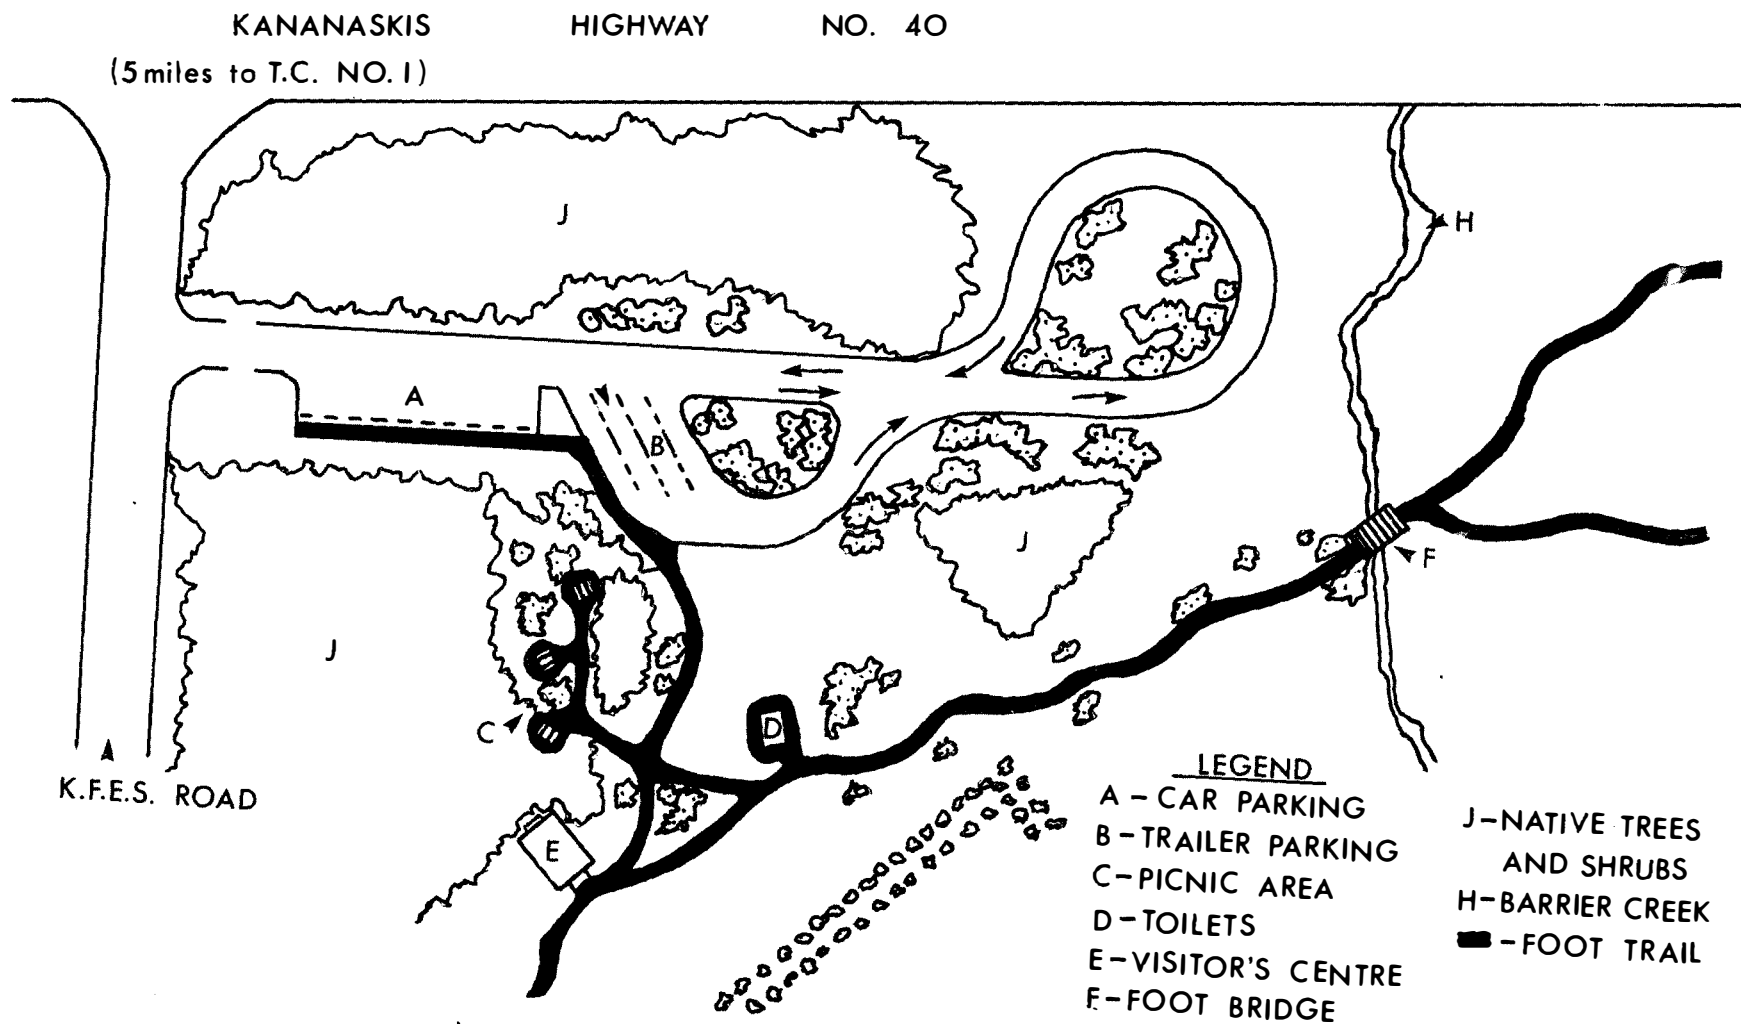 KANANASKIS HIGHWAY NO. 40
(5 miles to T.C. NO. 1)
J
H
A
B
J
F
J
C
D
K.F.E.S. ROAD
E
LEGEND
A – CAR PARKING
B – TRAILER PARKING
C – PICNIC AREA
D – TOILETS
E – VISITOR'S CENTRE
F – FOOT BRIDGE
J – NATIVE TREES
AND SHRUBS
H – BARRIER CREEK
– FOOT TRAIL